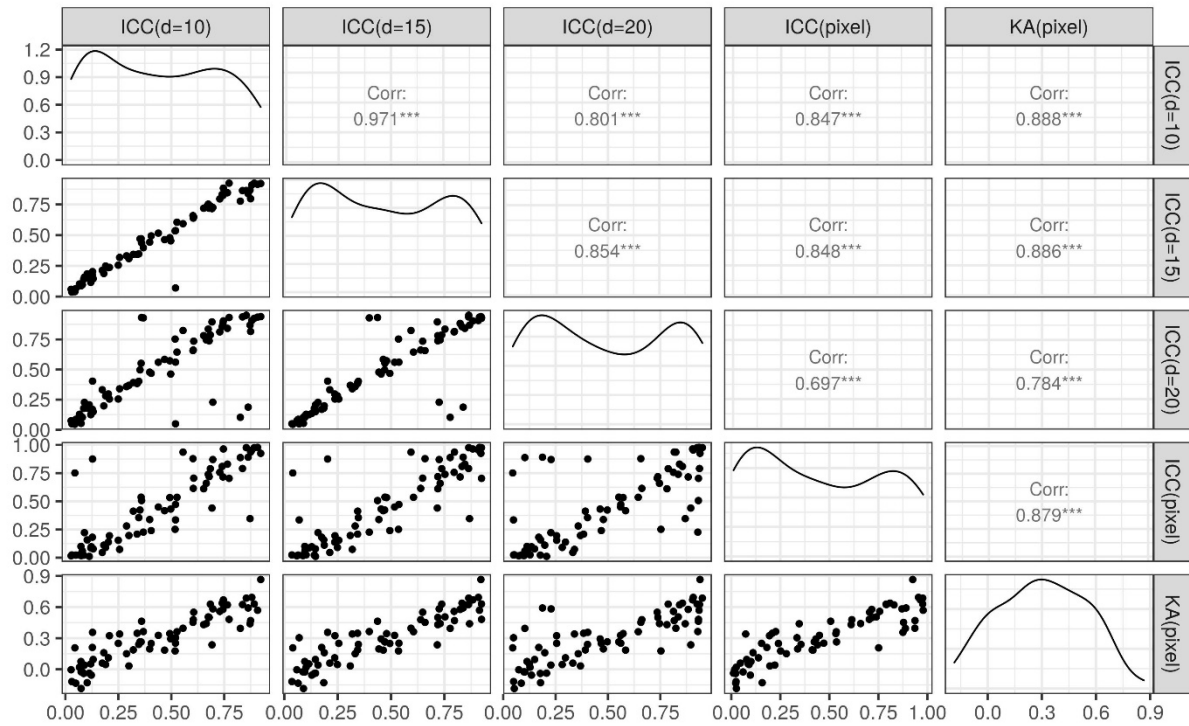 ICC(d=10) ICC(d=15) ICC(d=20) ICC(pixel) KA(pixel)
1.2
0.9
0.6
0.3
0.0
Corr:
0.971***
Corr:
0.801***
Corr:
0.847***
Corr:
0.888***
ICC(d=10)
0.75
0.50
0.25
0.00
Corr:
0.854***
Corr:
0.848***
Corr:
0.886***
ICC(d=15)
0.75
0.50
0.25
0.00
Corr:
0.697***
Corr:
0.784***
ICC(d=20)
1.00
0.75
0.50
0.25
0.00
Corr:
0.879***
ICC(pixel)
0.9
0.6
0.3
0.0
KA(pixel)
0.00 0.25 0.50 0.75 0.00 0.25 0.50 0.75 0.00 0.25 0.50 0.75 0.00 0.25 0.50 0.75 1.00 0.0 0.3 0.6 0.9